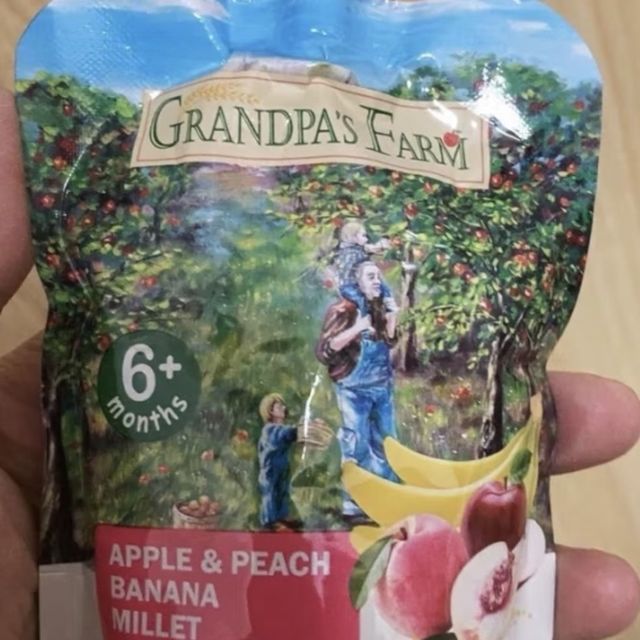 GRANDPA'S FARM
6+
months
APPLE & PEACH
BANANA
MILLET